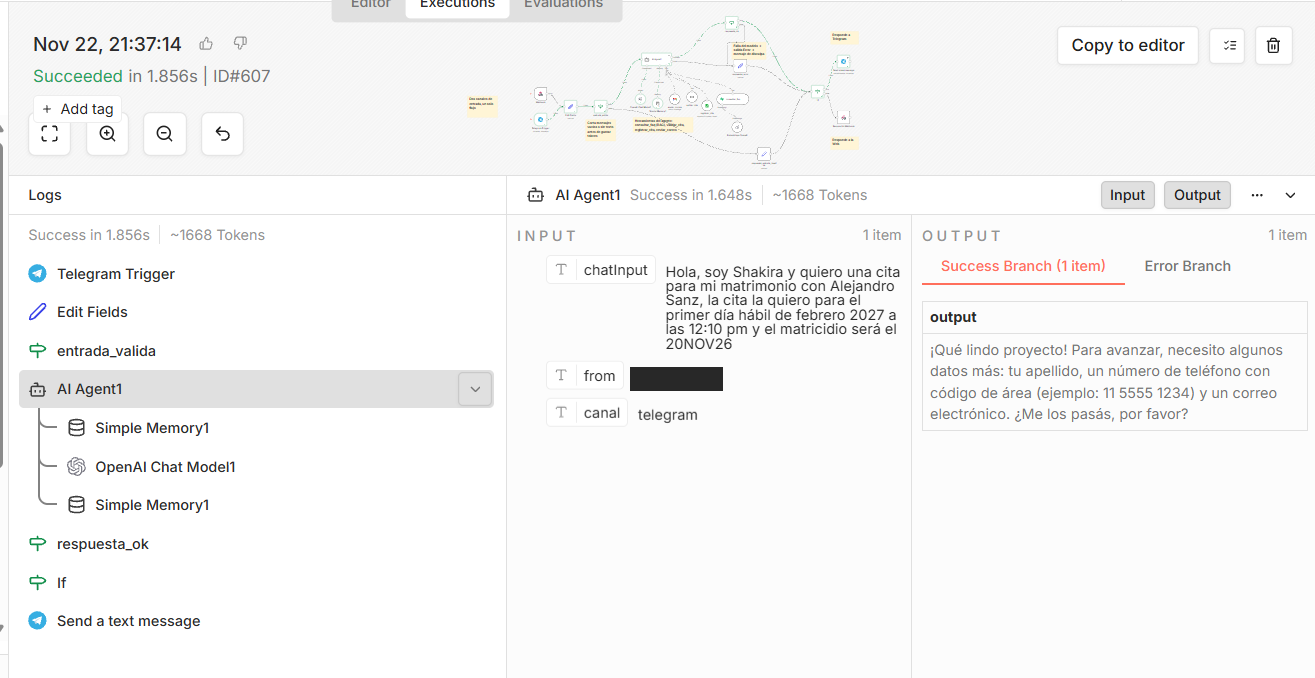 Editor
Executions
Evaluations
Nov 22, 21:37:14
Succeeded in 1.856s | ID#607
+ Add tag
Copy to editor
Logs
Success in 1.856s
~1668 Tokens
Telegram Trigger
Edit Fields
entrada_valida
AI Agent1
Simple Memory1
OpenAI Chat Model1
Simple Memory1
respuesta_ok
If
Send a text message
AI Agent1
Success in 1.648s
~1668 Tokens
Input
Output
...
INPUT
1 item
T chatInput
Hola, soy Shakira y quiero una cita
para mi matrimonio con Alejandro
Sanz, la cita la quiero para el
primer día hábil de febrero 2027 a
las 12:10 pm y el matricidio será el
20NOV26
T from
T canal
telegram
OUTPUT
1 item
Success Branch (1 item)
Error Branch
output
¡Qué lindo proyecto! Para avanzar, necesito algunos
datos más: tu apellido, un número de teléfono con
código de área (ejemplo: 11 5555 1234) y un correo
electrónico. ¿Me los pasás, por favor?